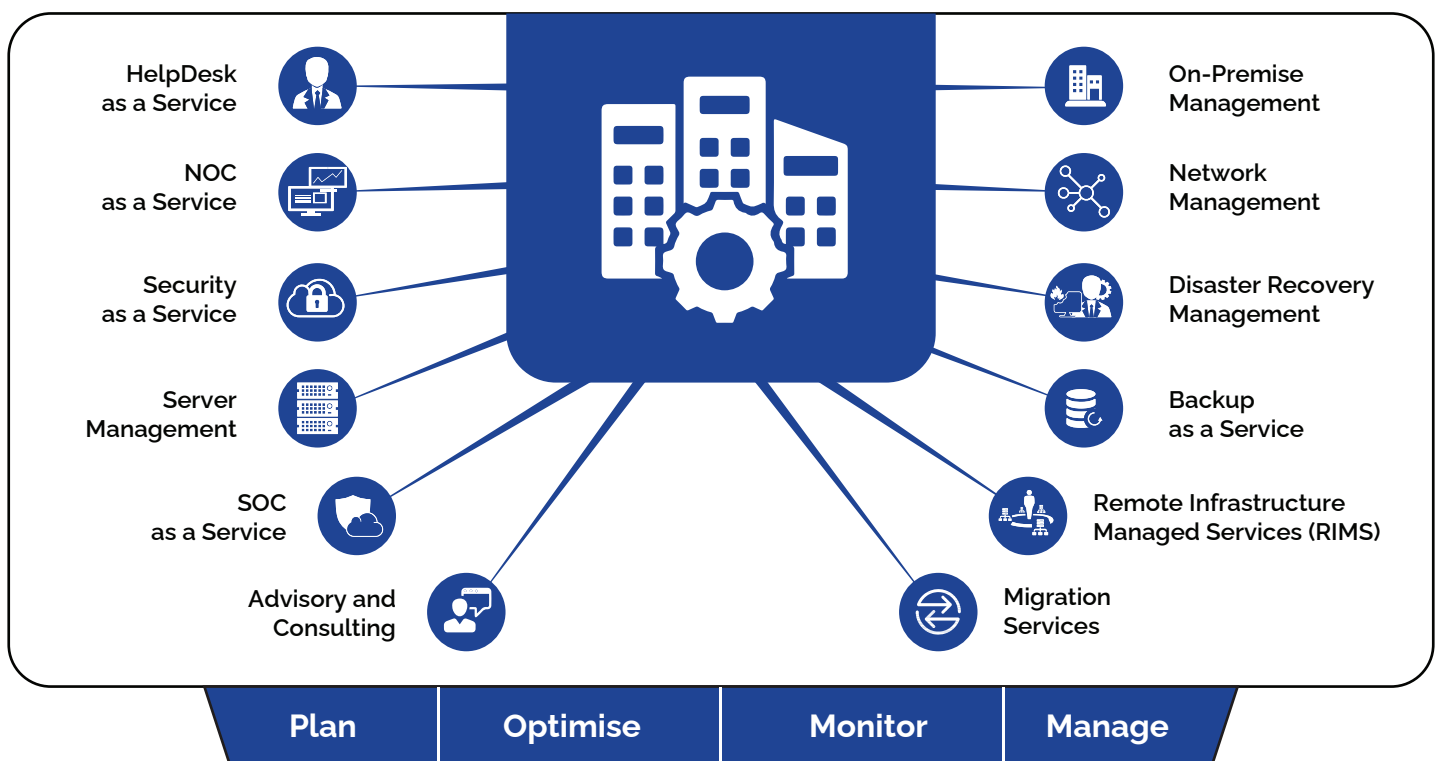 HelpDesk
as a Service
NOC
as a Service
Security
as a Service
Server
Management
SOC
as a Service
Advisory and
Consulting
On-Premise
Management
Network
Management
Disaster Recovery
Management
Backup
as a Service
Remote Infrastructure
Managed Services (RIMS)
Migration
Services
Plan
Optimise
Monitor
Manage